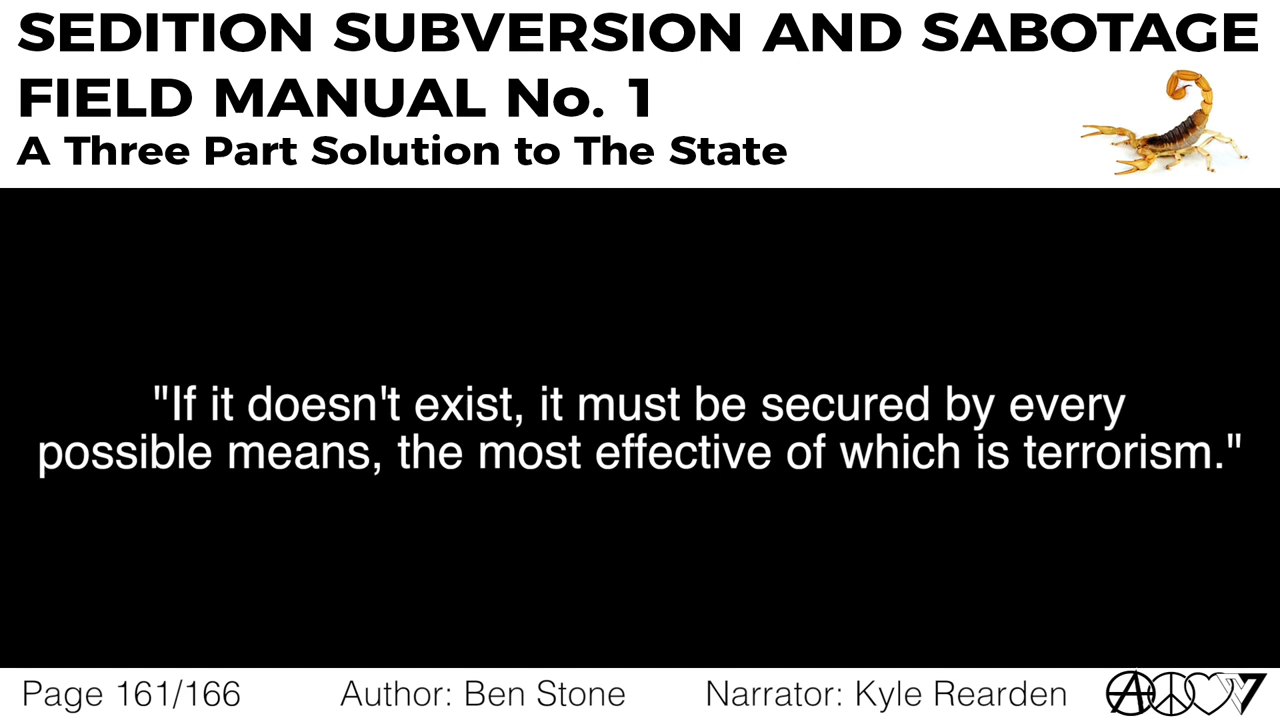 SEDITION SUBVERSION AND SABOTAGE
FIELD MANUAL No. 1
A Three Part Solution to The State
"If it doesn't exist, it must be secured by every
possible means, the most effective of which is terrorism."
Page 161/166 Author: Ben Stone Narrator: Kyle Rearden